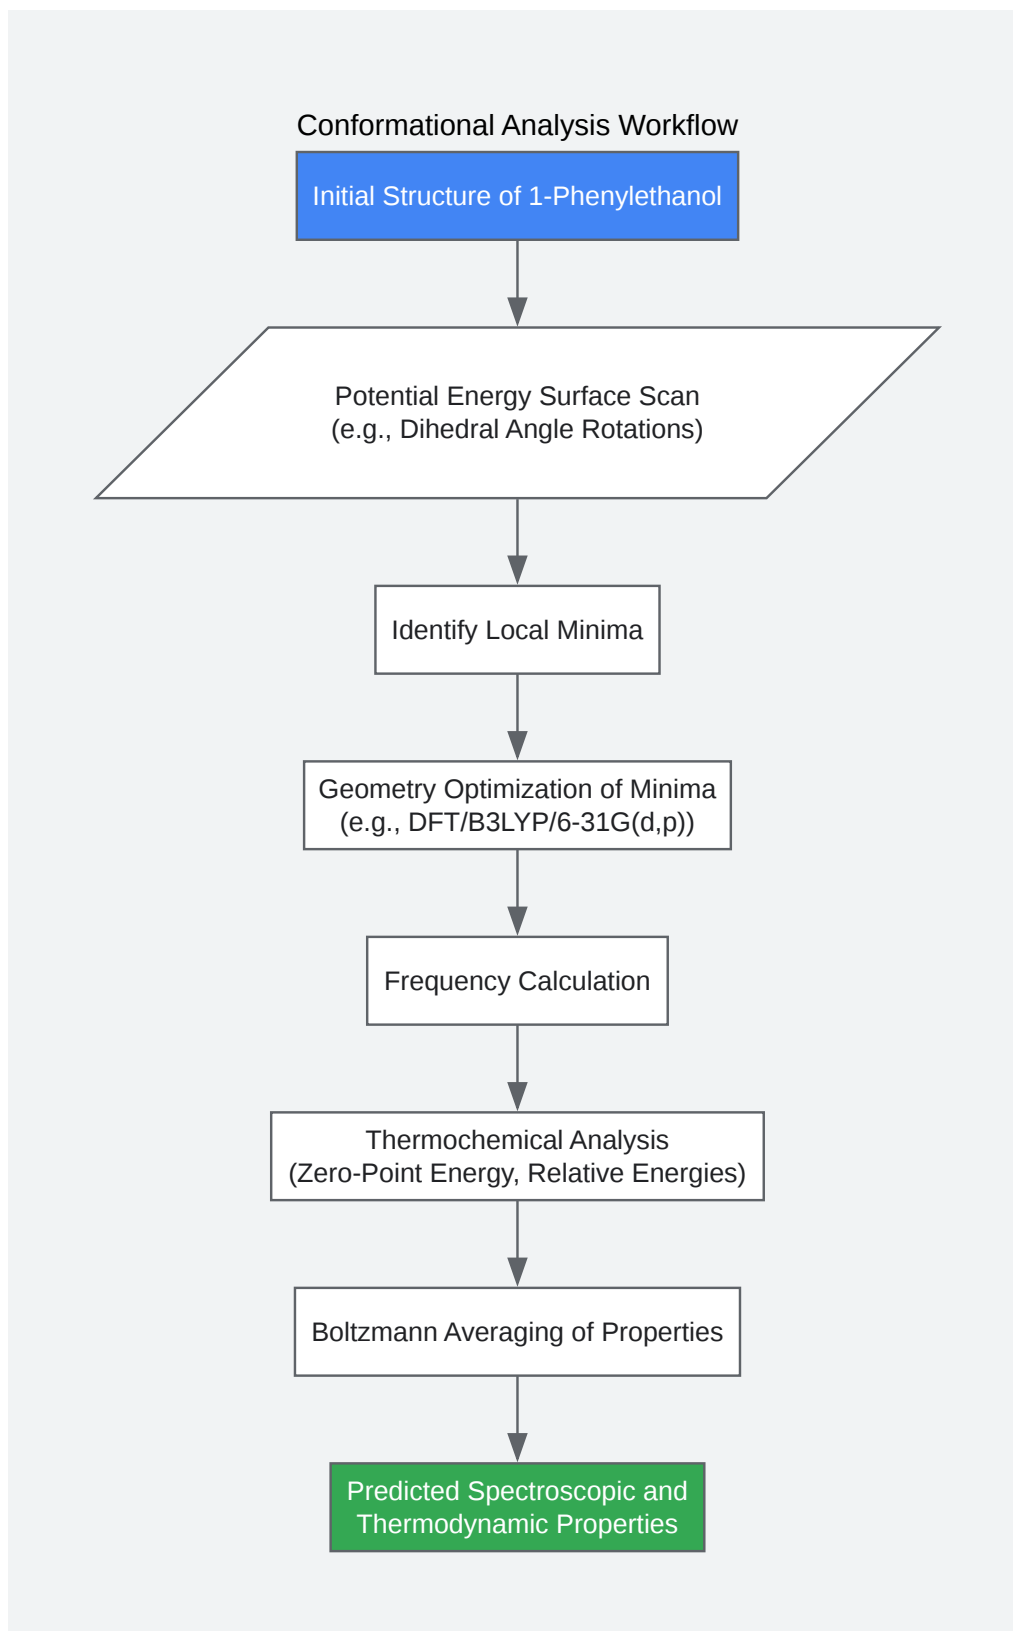 Conformational Analysis Workflow
Initial Structure of 1-Phenylethanol
Potential Energy Surface Scan
(e.g., Dihedral Angle Rotations)
Identify Local Minima
Geometry Optimization of Minima
(e.g., DFT/B3LYP/6-31G(d,p))
Frequency Calculation
Thermochemical Analysis
(Zero-Point Energy, Relative Energies)
Boltzmann Averaging of Properties
Predicted Spectroscopic and
Thermodynamic Properties